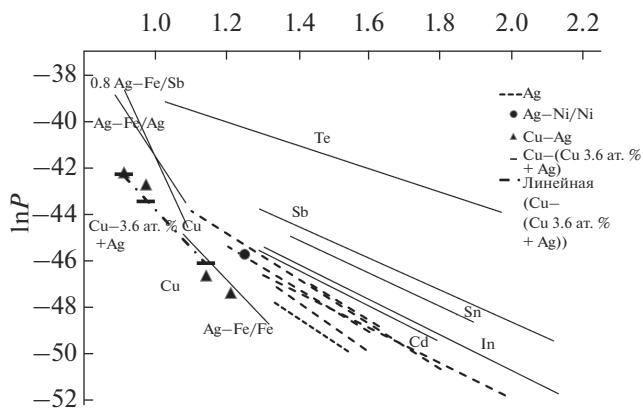 1.0 1.2 1.4 1.6 1.8 2.0 2.2
−38
−40
−42
−44
−46
−48
−50
−52
lnP
0.8 Ag–Fe/Sb
Ag–Fe/Ag
Te
Sb
Cu–3.6 ат. % Cu
+Ag
Cu
Ag–Fe/Fe
Sn
In
Cd
Ag
Ag–Ni/Ni
Cu–Ag
Cu–(Cu 3.6 ат. %
+ Ag)
Линейная
(Cu–
(Cu 3.6 ат. %
+ Ag))